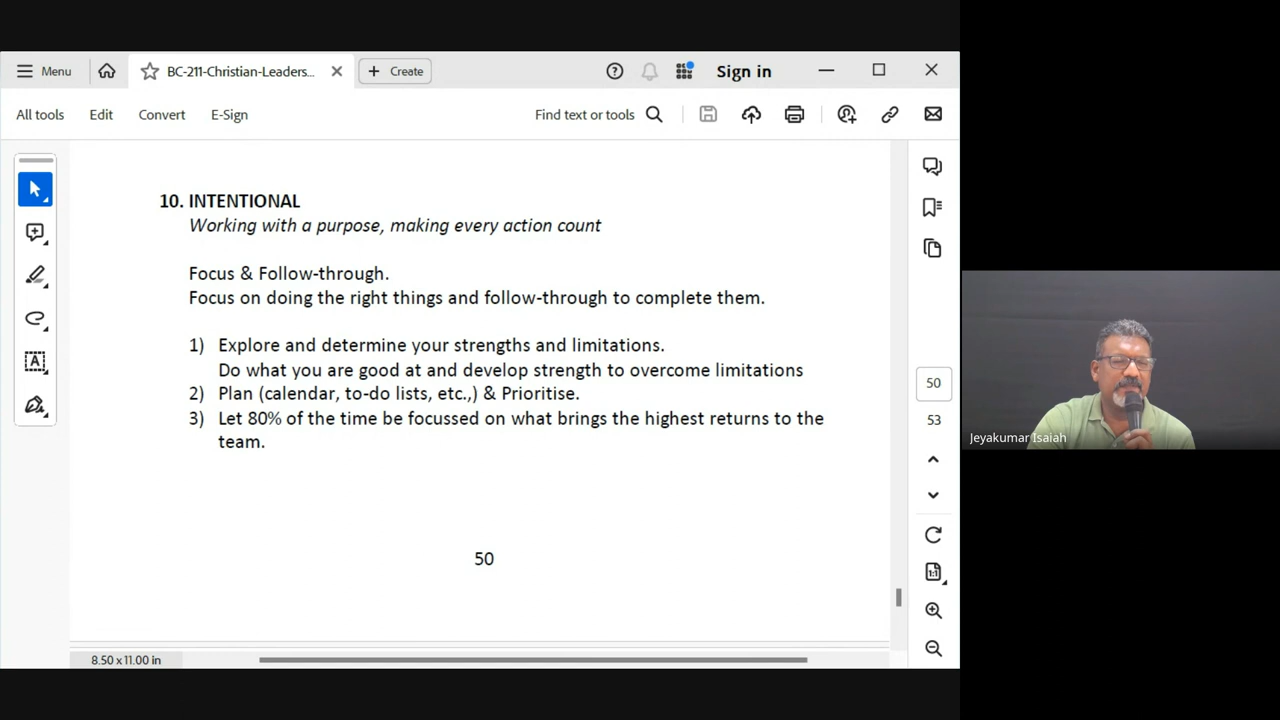 Menu
BC-211-Christian-Leaders...
Create
Sign in
All tools
Edit
Convert
E-Sign
Find text or tools
10. INTENTIONAL
Working with a purpose, making every action count
Focus & Follow-through.
Focus on doing the right things and follow-through to complete them.
1) Explore and determine your strengths and limitations.
Do what you are good at and develop strength to overcome limitations
2) Plan (calendar, to-do lists, etc.,) & Prioritise.
3) Let 80% of the time be focussed on what brings the highest returns to the
team.
50
50
53
1:1
8.50 x 11.00 in
Jeyakumar Isaiah